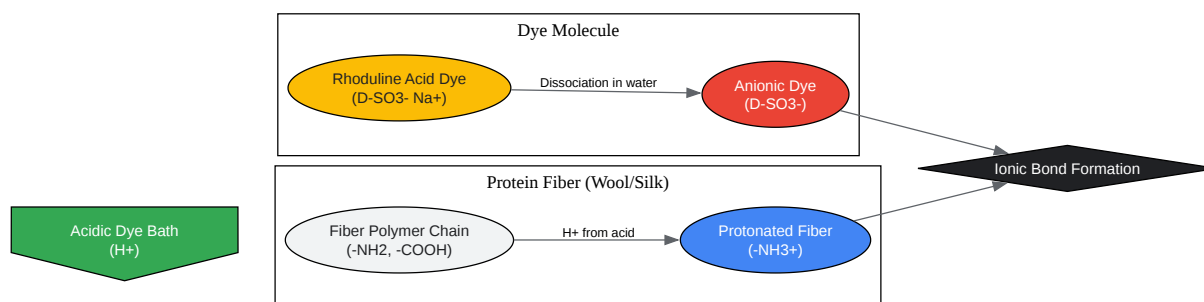 Dye Molecule
Rhoduline Acid Dye
(D-SO3- Na+)
Dissociation in water
Anionic Dye
(D-SO3-)
Ionic Bond Formation
Protein Fiber (Wool/Silk)
Acidic Dye Bath
(H+)
Fiber Polymer Chain
(-NH2, -COOH)
H+ from acid
Protonated Fiber
(-NH3+)